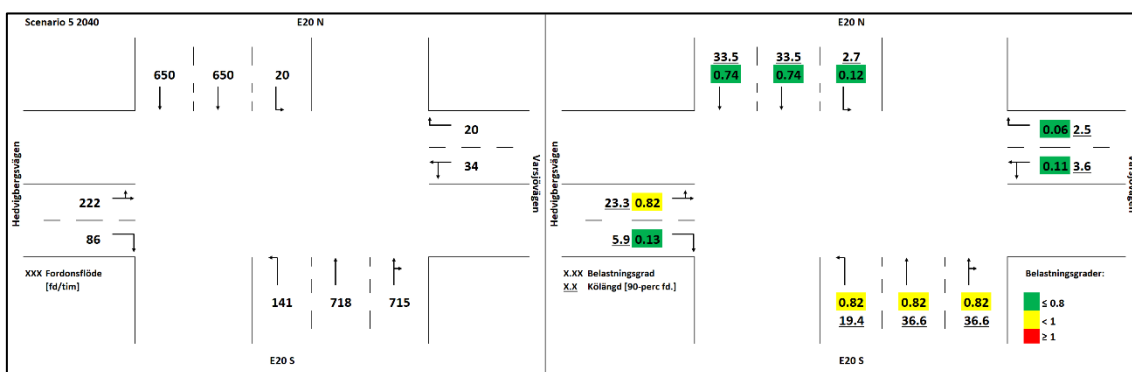 Scenario 5 2040
E20 N
650 650 20
20
34
Hedvigbergsvägen
Varsjövägen
222
86
XXX Fordonsflöde
[fd/tim]
141 718 715
E20 S
E20 N
33.5 33.5 2.7
0.74 0.74 0.12
0.06 2.5
0.11 3.6
Hedvigbergsvägen
Varsjövägen
23.3 0.82
5.9 0.13
X.XX Belastningsgrad
X.X Kölängd [90-perc fd.]
0.82 0.82 0.82
19.4 36.6 36.6
Belastningsgrader:
≤ 0.8
< 1
≥ 1
E20 S